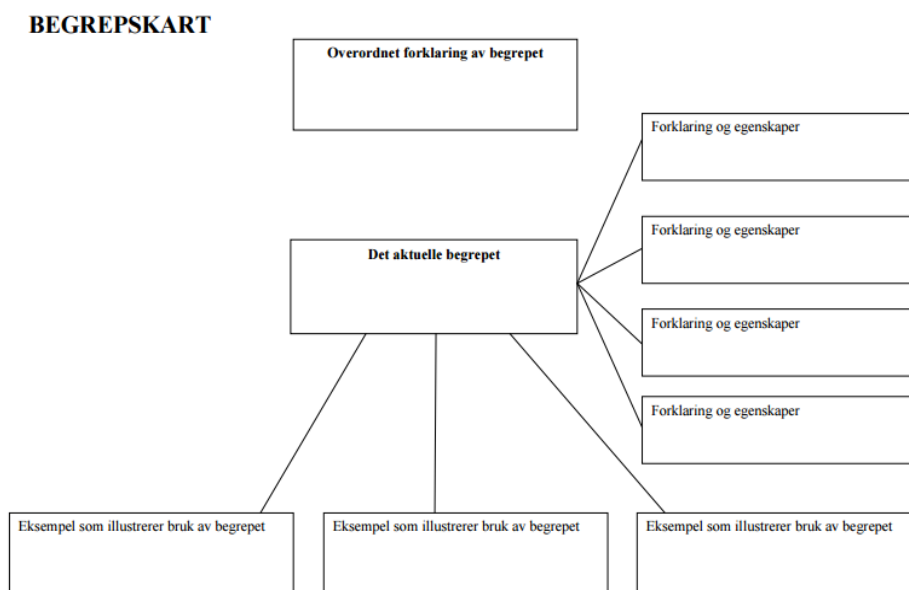 BEGREPSKART
Overordnet forklaring av begrepet
Forklaring og egenskaper
Forklaring og egenskaper
Det aktuelle begrepet
Forklaring og egenskaper
Forklaring og egenskaper
Eksempel som illustrerer bruk av begrepet
Eksempel som illustrerer bruk av begrepet
Eksempel som illustrerer bruk av begrepet